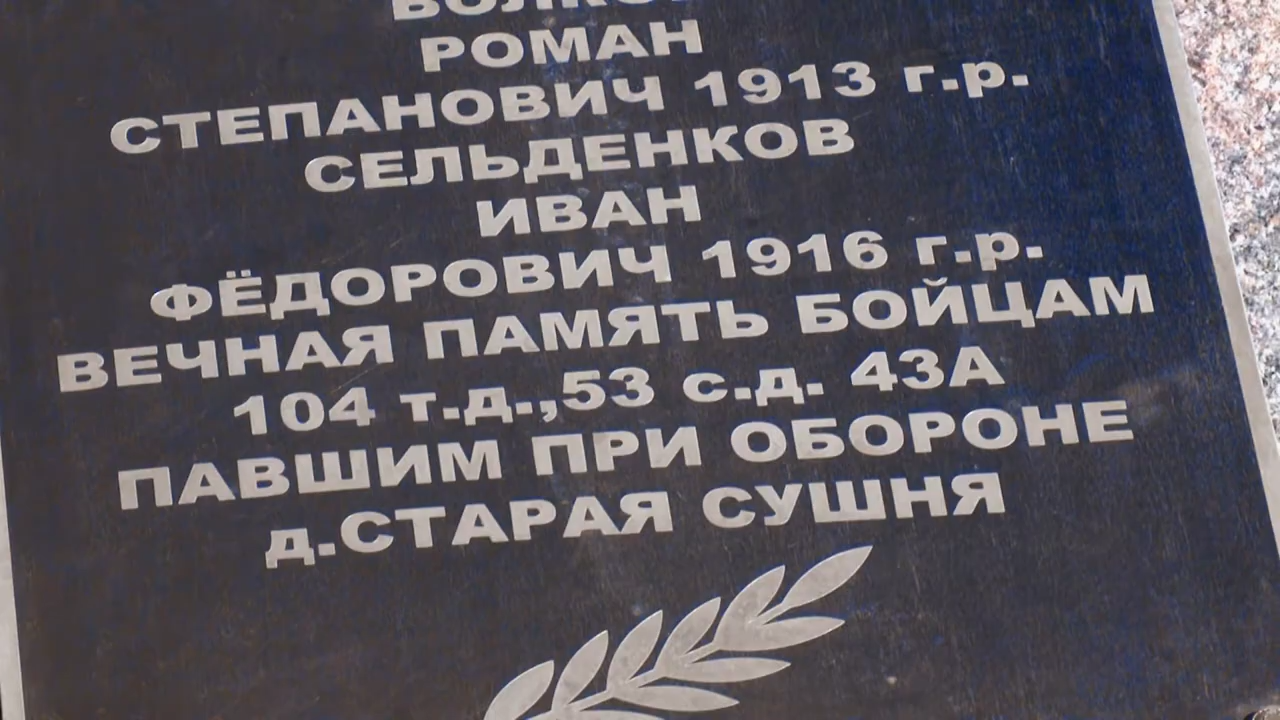 РОМАН
СТЕПАНОВИЧ 1913 г.р.
СЕЛЬДЕНКОВ
ИВАН
ФЁДОРОВИЧ 1916 г.р.
ВЕЧНАЯ ПАМЯТЬ БОЙЦАМ
104 т.д.,53 с.д. 43А
ПАВШИМ ПРИ ОБОРОНЕ
д.СТАРАЯ СУШНЯ